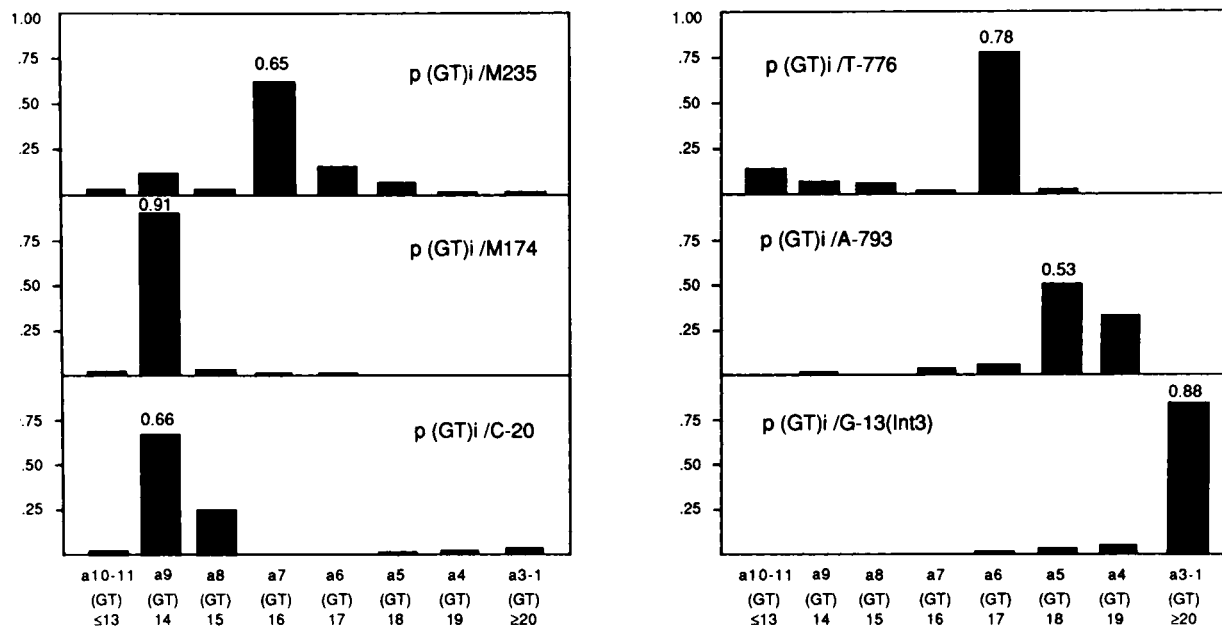 1.00
.75
.50
.25
0.65
p (GT)i /M235
0.91
.75
.50
.25
p (GT)i /M174
.75
.50
.25
0.66
p (GT)i /C-20
a10-11 a9 a8 a7 a6 a5 a4 a3-1
(GT) (GT) (GT) (GT) (GT) (GT) (GT) (GT)
≤13 14 15 16 17 18 19 ≥20
1.00
.75
.50
.25
0.78
p (GT)i /T-776
.75
.50
.25
p (GT)i /A-793
0.53
.75
.50
.25
0.88
p (GT)i /G-13(Int3)
a10-11 a9 a8 a7 a6 a5 a4 a3-1
(GT) (GT) (GT) (GT) (GT) (GT) (GT) (GT)
≤13 14 15 16 17 18 19 ≥20